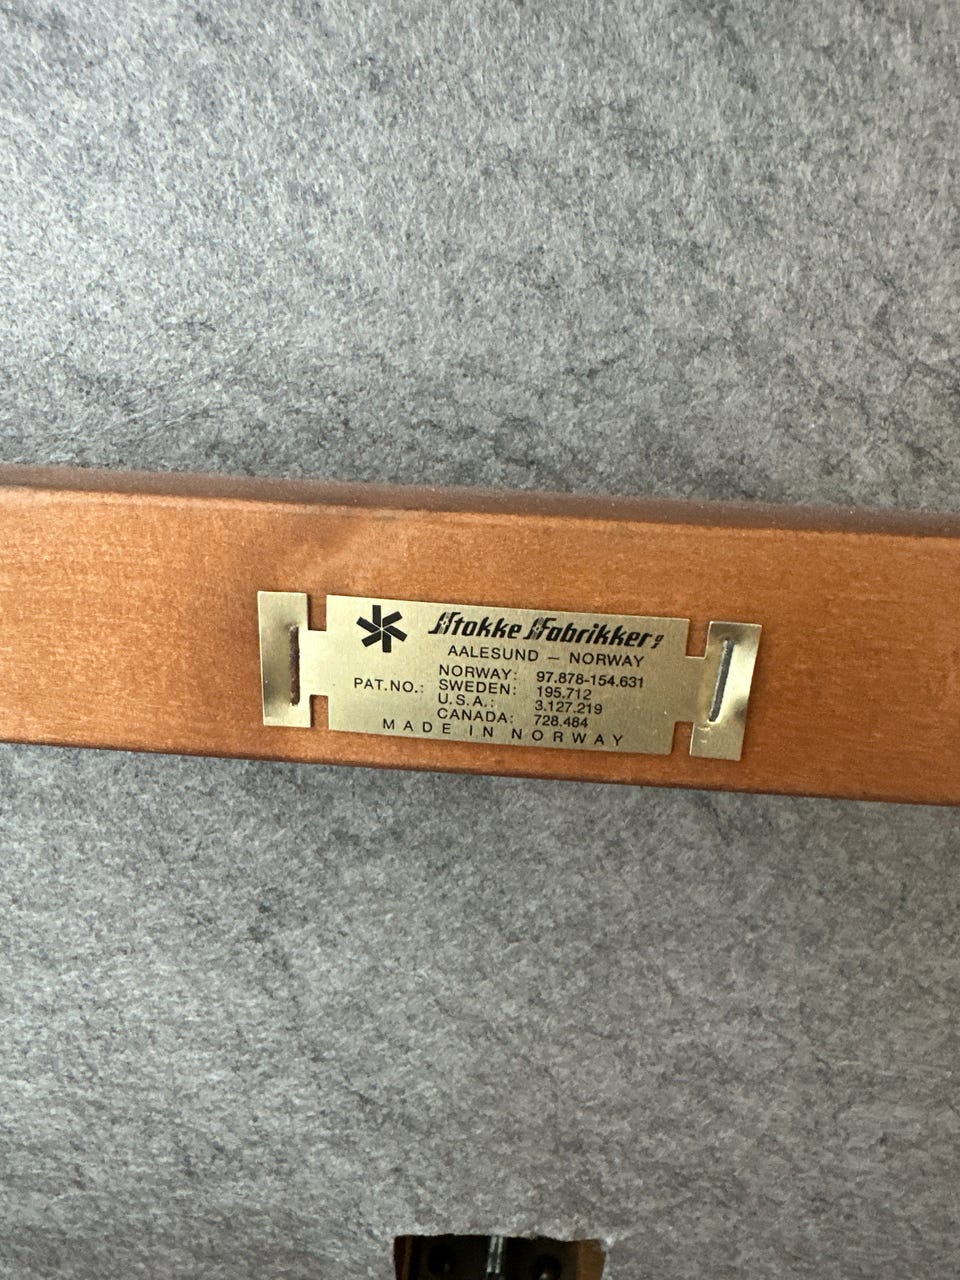 Stokke Fabrikker
AALESUND – NORWAY
NORWAY: 97.878-154.631
PAT.NO.: SWEDEN: 195.712
U.S.A.: 3.127.219
CANADA: 728.484
MADE IN NORWAY